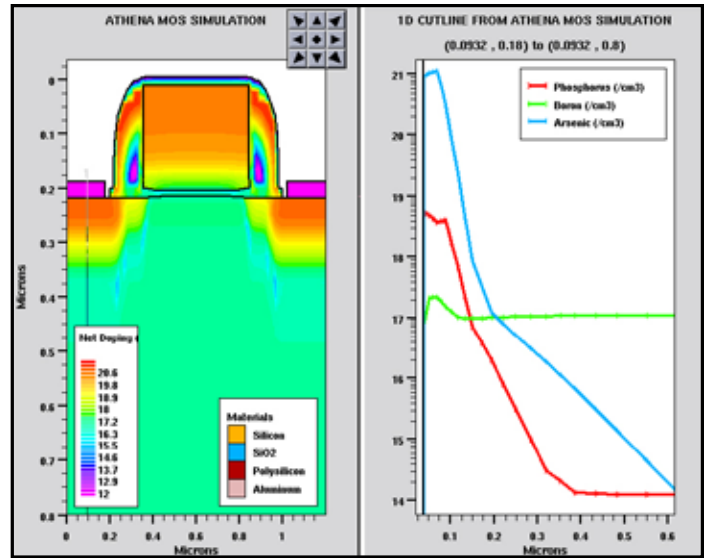 ATHENA MOS SIMULATION
0
0.1
0.2
0.3
0.4
0.5
0.6
0.7
0.8
Microns
Net Doping
20.6
19.8
18.9
18
17.2
16.3
15.5
14.6
13.7
12.9
12
Materials
Silicon
SiO2
Polysilicon
Aluminum
0 0.2 0.4 0.6 0.8 1
Microns
1D CUTLINE FROM ATHENA MOS SIMULATION
(0.0932 , 0.18) to (0.0932 , 0.8)
Phosphorus (/cm3)
Boron (/cm3)
Arsenic (/cm3)
21
20
19
18
17
16
15
14
0.1 0.2 0.3 0.4 0.5 0.6
Microns